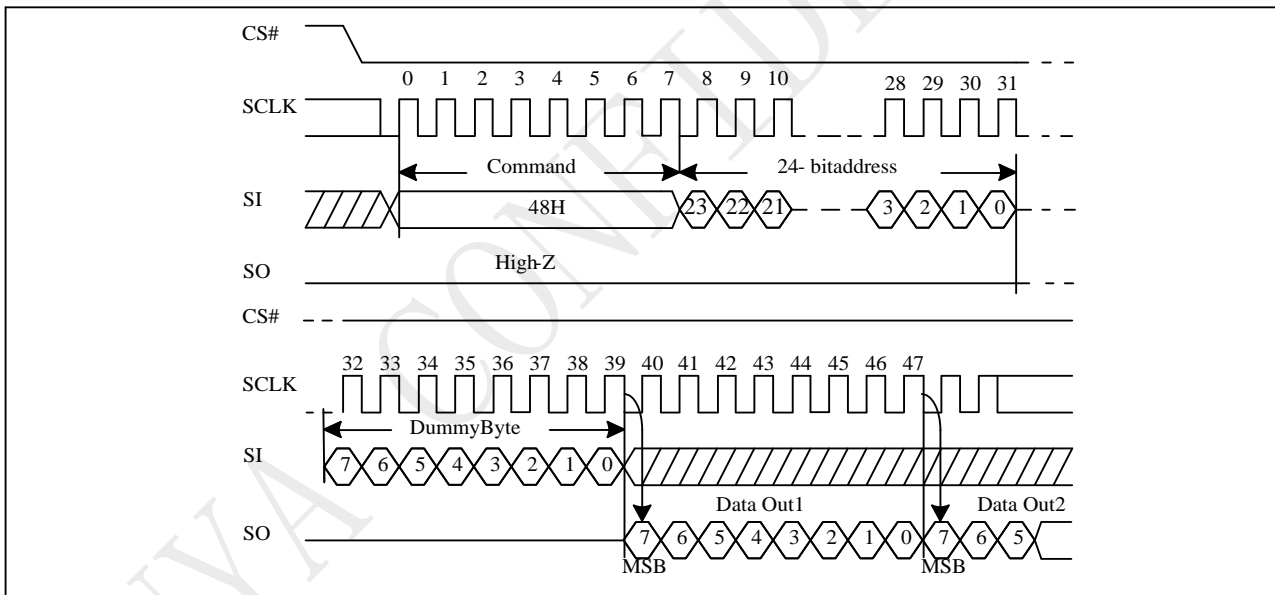 CS#
0 1 2 3 4 5 6 7 8 9 10 28 29 30 31
SCLK
Command 24- bitaddress
SI
48H 23 22 21 3 2 1 0
High-Z
SO
CS#
32 33 34 35 36 37 38 39 40 41 42 43 44 45 46 47
SCLK
DummyByte
SI
7 6 5 4 3 2 1 0
Data Out1 Data Out2
SO
7 6 5 4 3 2 1 0 7 6 5
MSB MSB